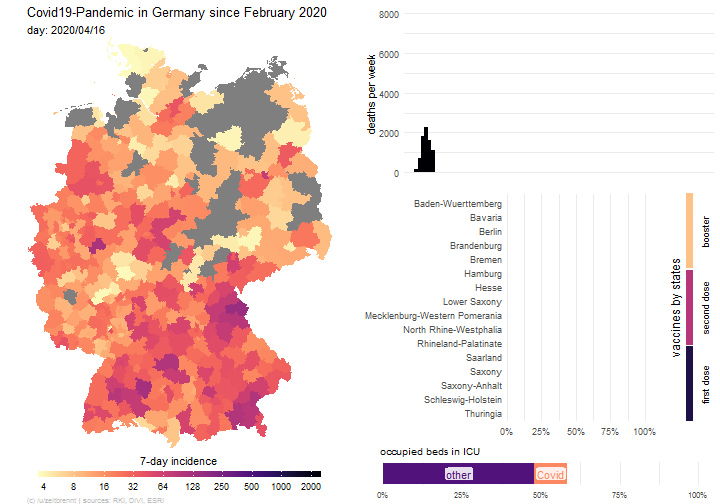 Covid19-Pandemic in Germany since February 2020
day: 2020/04/16
7-day incidence
4 8 16 32 64 120 250 500 1000 2000
(c) /u/zeitbremt | sources: RKI, DIVI, ESRI
deaths per week
8000
6000
4000
2000
0
Baden-Wuerttemberg
Bavaria
Berlin
Brandenburg
Bremen
Hamburg
Hesse
Lower Saxony
Mecklenburg-Western Pomerania
North Rhine-Westphalia
Rhineland-Palatinate
Saarland
Saxony
Saxony-Anhalt
Schleswig-Holstein
Thuringia
0% 25% 50% 75% 100%
vaccines by states
booster
second dose
first dose
occupied beds in ICU
other Covid
0% 25% 50% 75% 100%